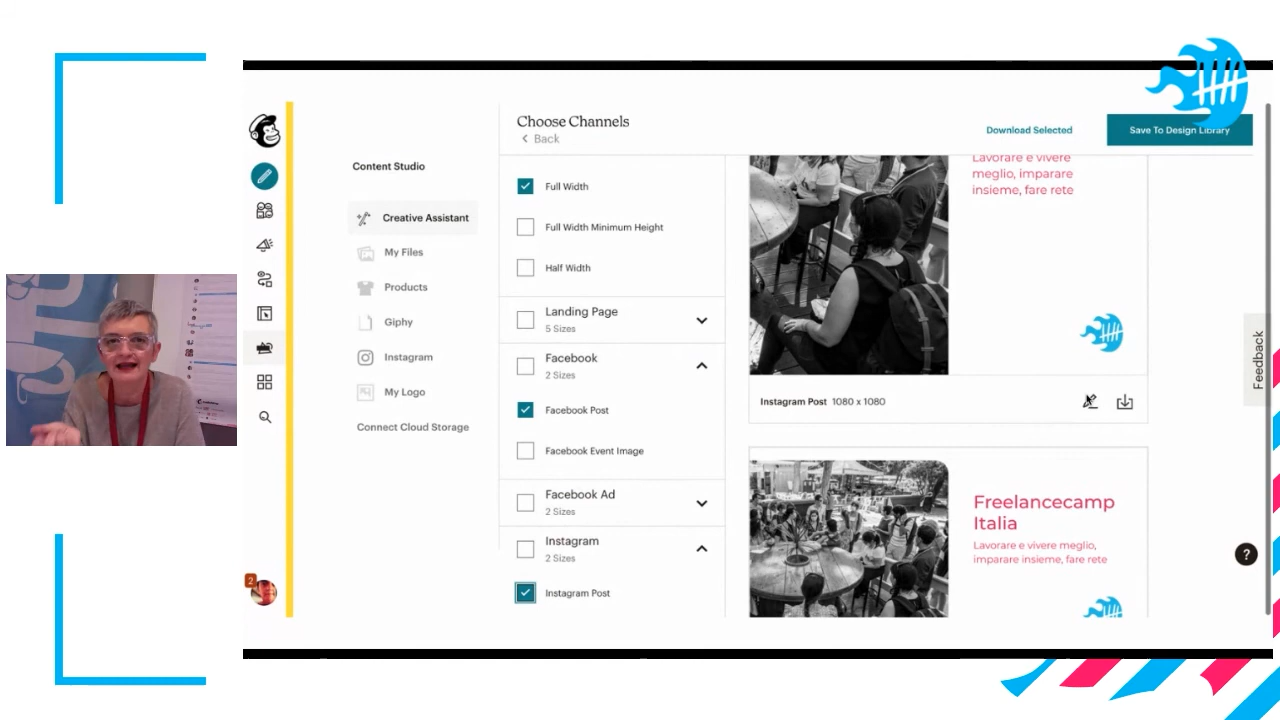 Choose Channels
Back
Download Selected
Save To Design Library
Content Studio
Creative Assistant
My Files
Products
Giphy
Instagram
My Logo
Connect Cloud Storage
Full Width
Full Width Minimum Height
Half Width
Landing Page
5 Sizes
Facebook
2 Sizes
Facebook Post
Facebook Event Image
Facebook Ad
2 Sizes
Instagram
2 Sizes
Instagram Post
Lavorare e vivere
meglio, imparare
insieme, fare rete
Instagram Post 1080 x 1080
Freelancecamp
Italia
Lavorare e vivere meglio,
imparare insieme, fare rete
Feedback
?
2